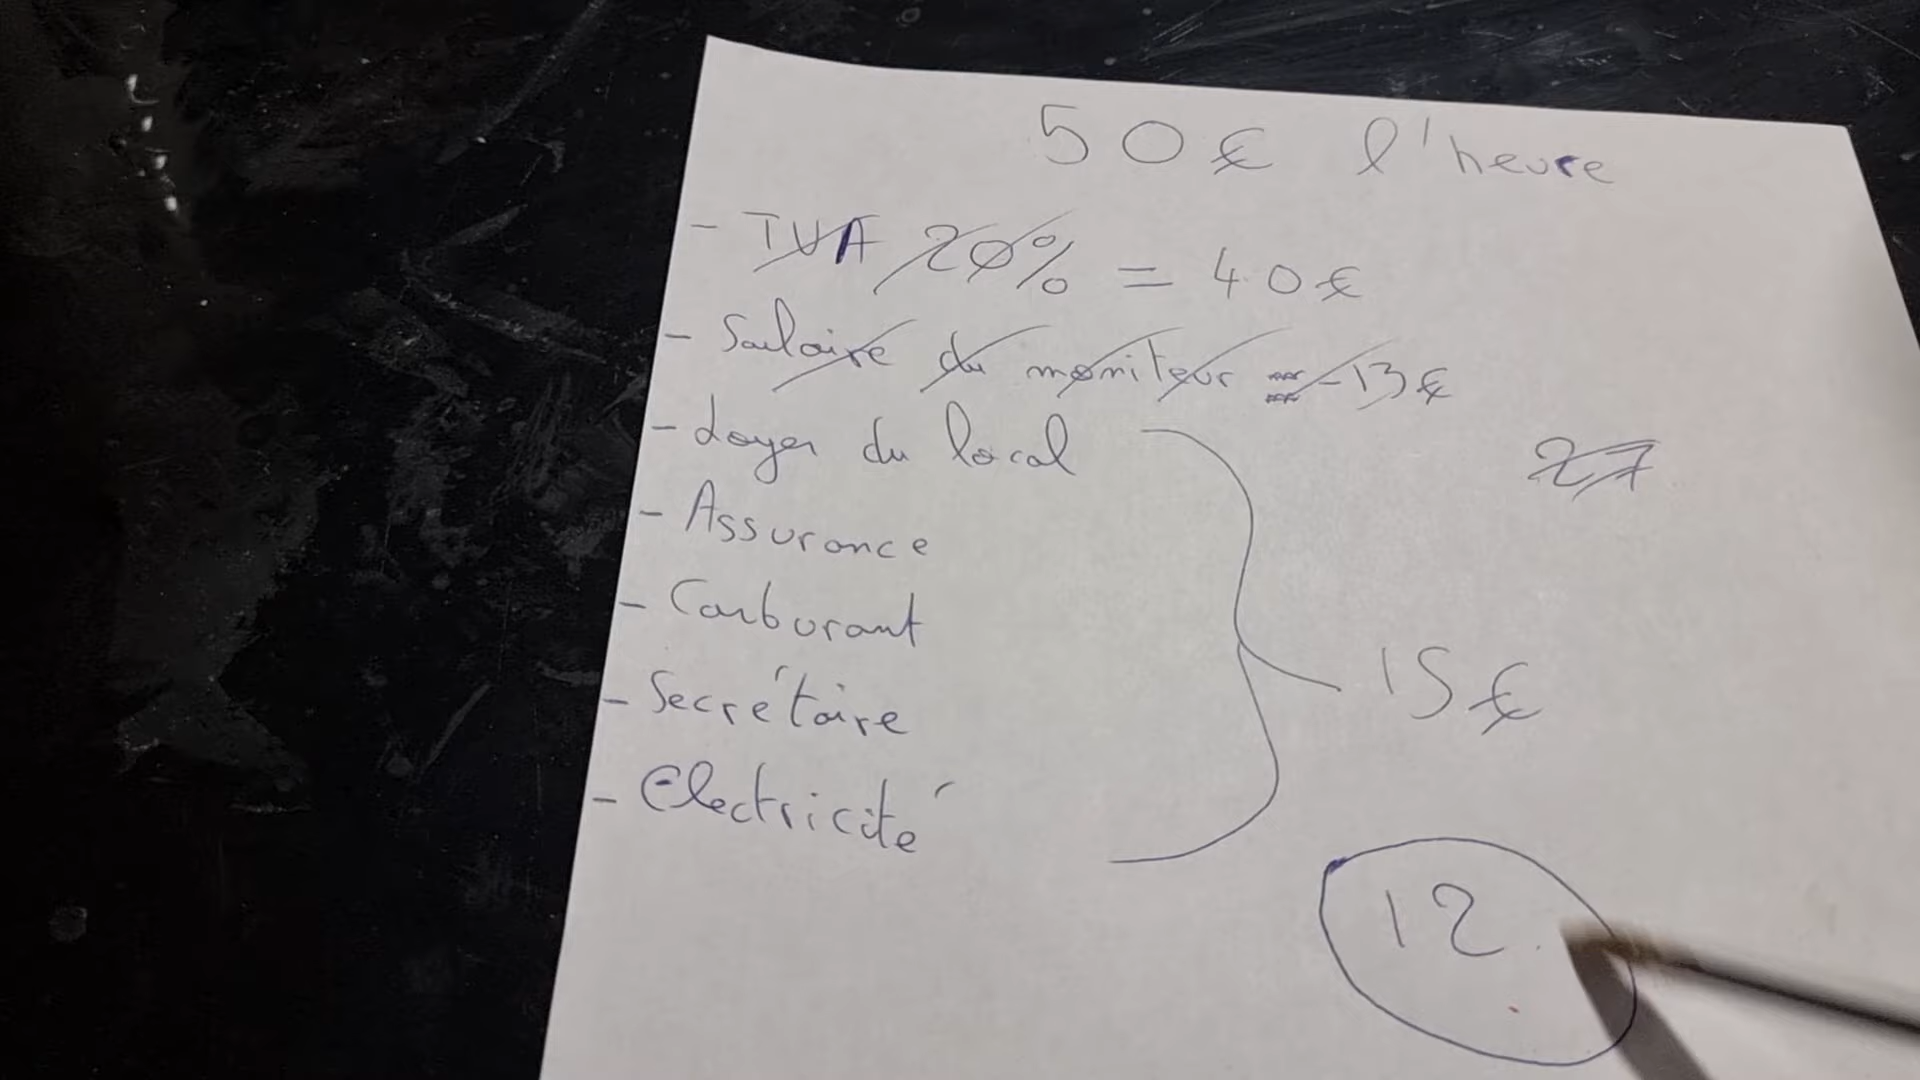 50€ l'heure
- TVA 20% = 40€
- Salaire du moniteur = -13€
- Loyer du local
27
- Assurance
- Carburant
15€
- Secrétaire
- Electricité
12